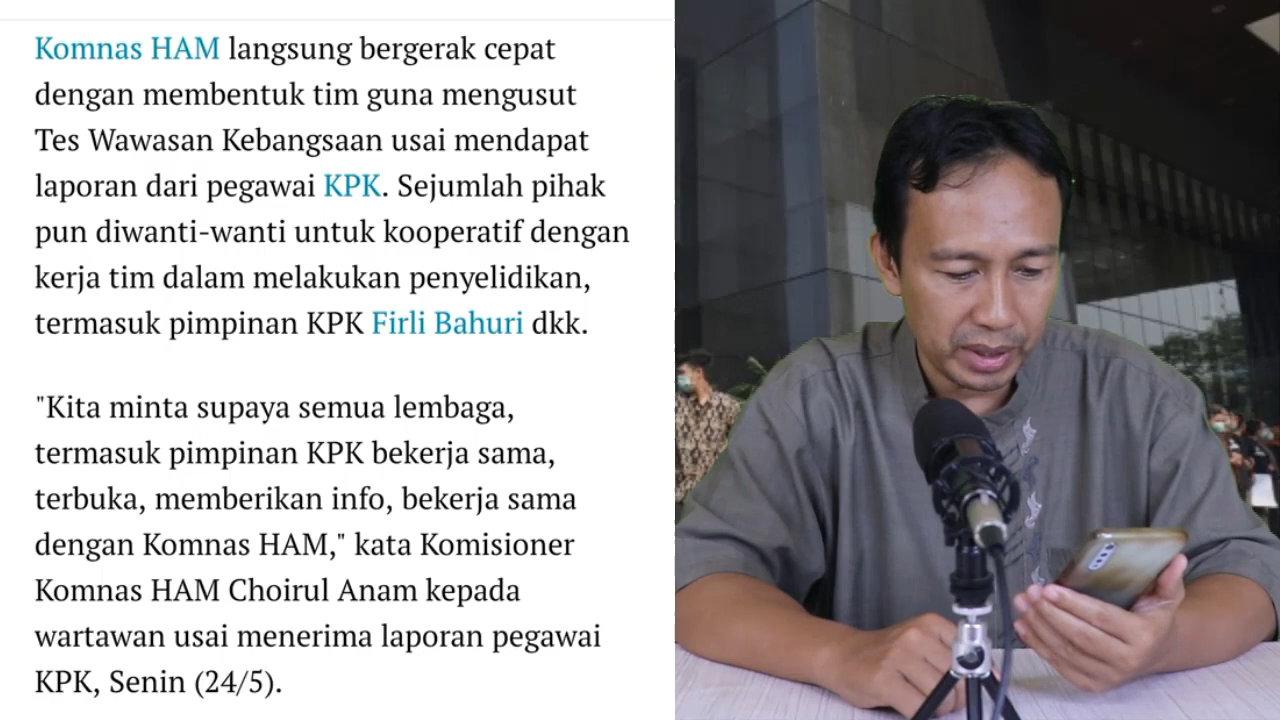 Komnas HAM langsung bergerak cepat
dengan membentuk tim guna mengusut
Tes Wawasan Kebangsaan usai mendapat
laporan dari pegawai KPK. Sejumlah pihak
pun diwanti-wanti untuk kooperatif dengan
kerja tim dalam melakukan penyelidikan,
termasuk pimpinan KPK Firli Bahuri dkk.
"Kita minta supaya semua lembaga,
termasuk pimpinan KPK bekerja sama,
terbuka, memberikan info, bekerja sama
dengan Komnas HAM," kata Komisioner
Komnas HAM Choirul Anam kepada
wartawan usai menerima laporan pegawai
KPK, Senin (24/5).